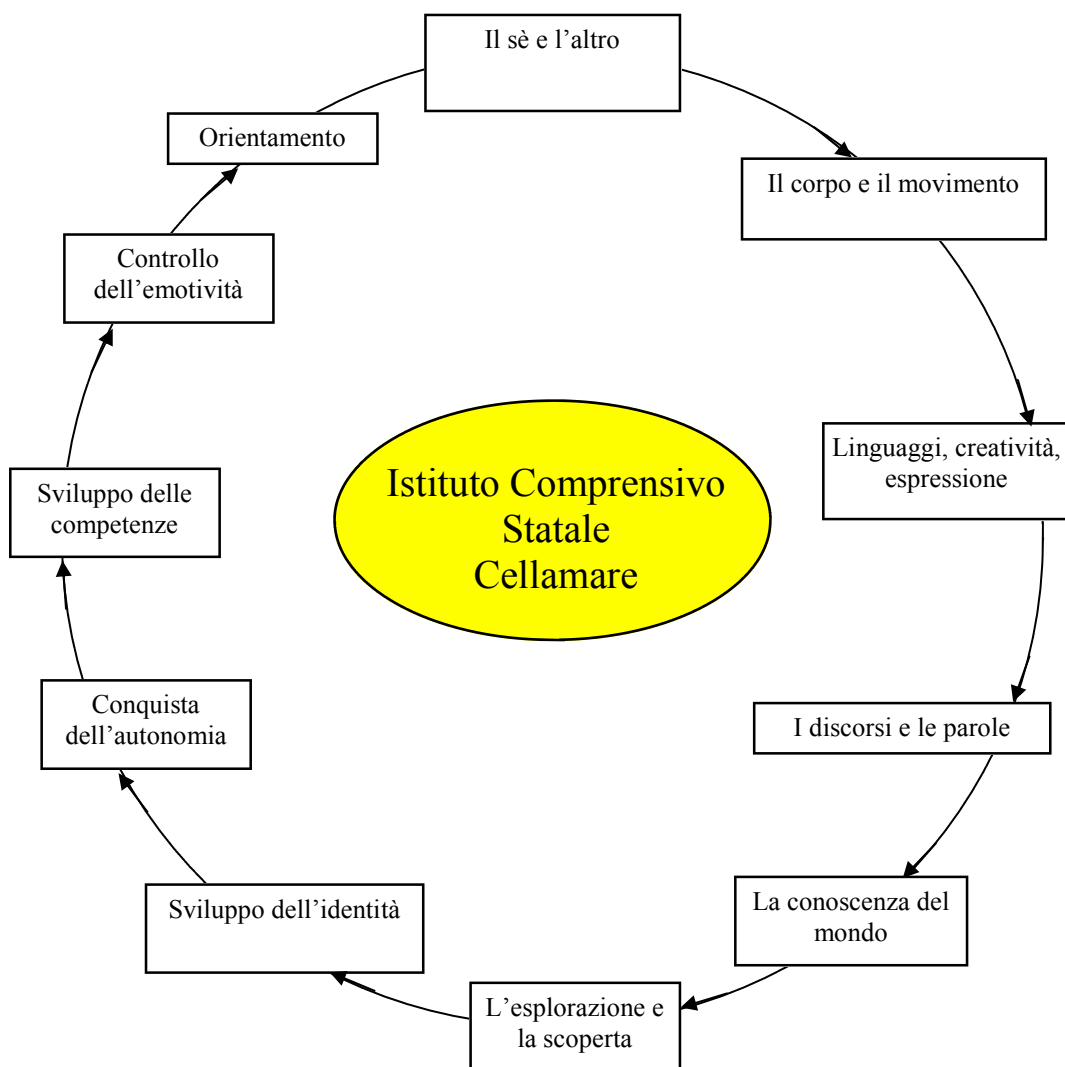 Il sè e l’altro
Il corpo e il movimento
Linguaggi, creatività,
espressione
I discorsi e le parole
La conoscenza del
mondo
L’esplorazione e
la scoperta
Sviluppo dell’identità
Conquista
dell’autonomia
Sviluppo delle
competenze
Controllo
dell’emotività
Orientamento
Istituto Comprensivo
Statale
Cellamare